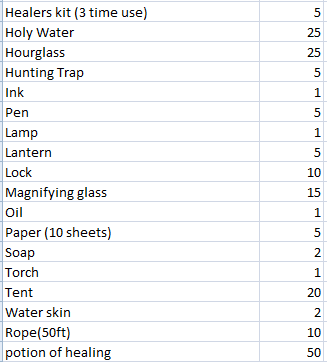 Healers kit (3 time use) 5
Holy Water 25
Hourglass 25
Hunting Trap 5
Ink 1
Pen 5
Lamp 1
Lantern 5
Lock 10
Magnifying glass 15
Oil 1
Paper (10 sheets) 5
Soap 2
Torch 1
Tent 20
Water skin 2
Rope(50ft) 10
potion of healing 50